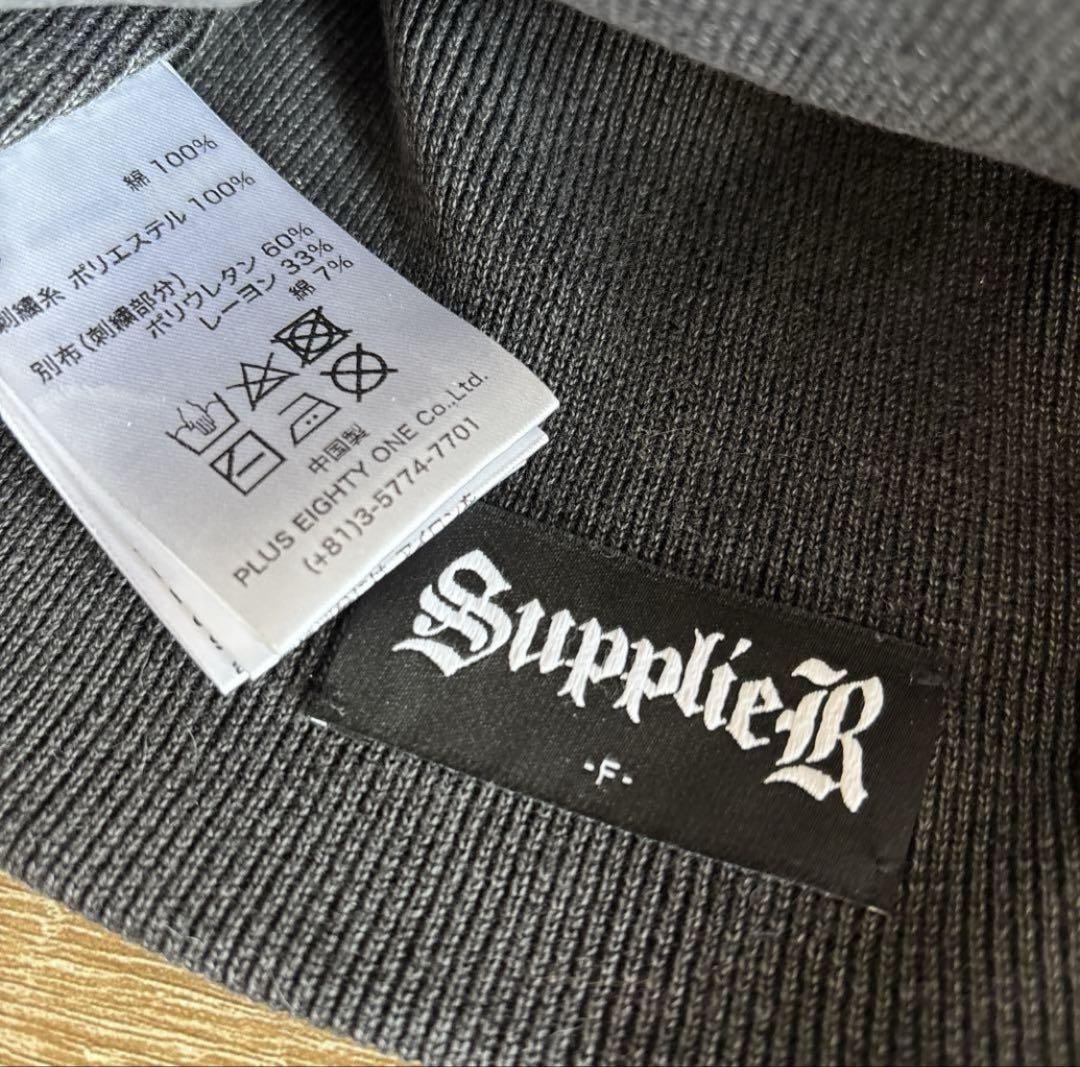 綿 100%
刺繍糸 ポリエステル 100%
別布(刺繍部分)
ポリウレタン 60%
レーヨン 33%
綿 7%
中国製
PLUS EIGHTY ONE Co.,Ltd.
(+81)3-5774-7701
SupplieR
-F-